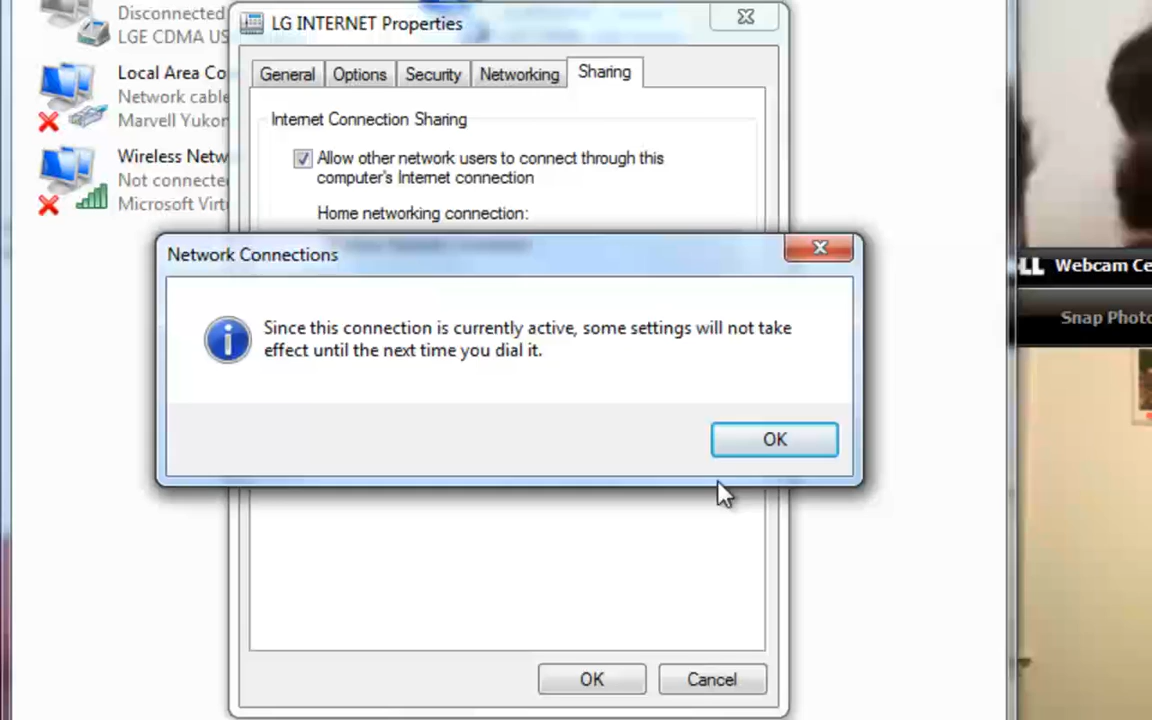 Disconnected
LGE CDMA US
Local Area Co
Network cable
Marvell Yukon
Wireless Netw
Not connected
Microsoft Virtu
LG INTERNET Properties
General Options Security Networking Sharing
Internet Connection Sharing
Allow other network users to connect through this
computer's Internet connection
Home networking connection:
Network Connections
Since this connection is currently active, some settings will not take
effect until the next time you dial it.
OK
OK Cancel
LL Webcam Ce
Snap Photo